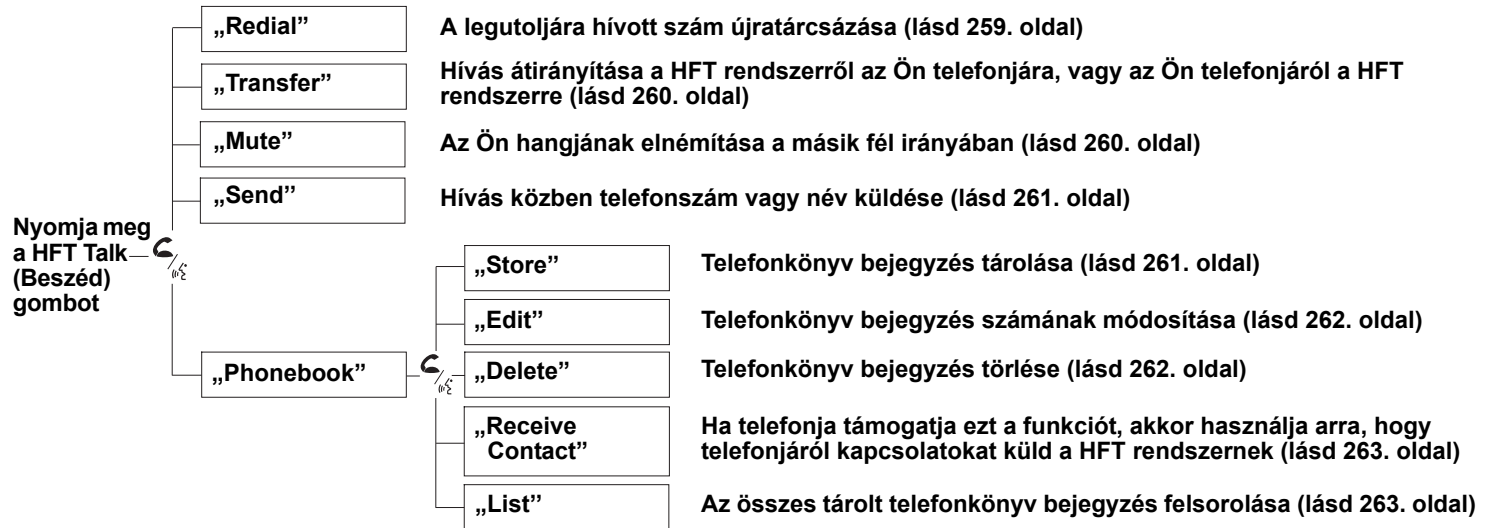 „Redial”
A legutoljára hívott szám újratárcsázása (lásd 259. oldal)
„Transfer”
Hívás átirányítása a HFT rendszerről az Ön telefonjára, vagy az Ön telefonjáról a HFT
rendszerre (lásd 260. oldal)
„Mute”
Az Ön hangjának elnémítása a másik fél irányában (lásd 260. oldal)
„Send”
Hívás közben telefonszám vagy név küldése (lásd 261. oldal)
Nyomja meg
a HFT Talk
(Beszéd)
gombot
„Phonebook”
„Store”
Telefonkönyv bejegyzés tárolása (lásd 261. oldal)
„Edit”
Telefonkönyv bejegyzés számának módosítása (lásd 262. oldal)
„Delete”
Telefonkönyv bejegyzés törlése (lásd 262. oldal)
„Receive
Contact”
Ha telefonja támogatja ezt a funkciót, akkor használja arra, hogy
telefonjáról kapcsolatokat küld a HFT rendszernek (lásd 263. oldal)
„List”
Az összes tárolt telefonkönyv bejegyzés felsorolása (lásd 263. oldal)